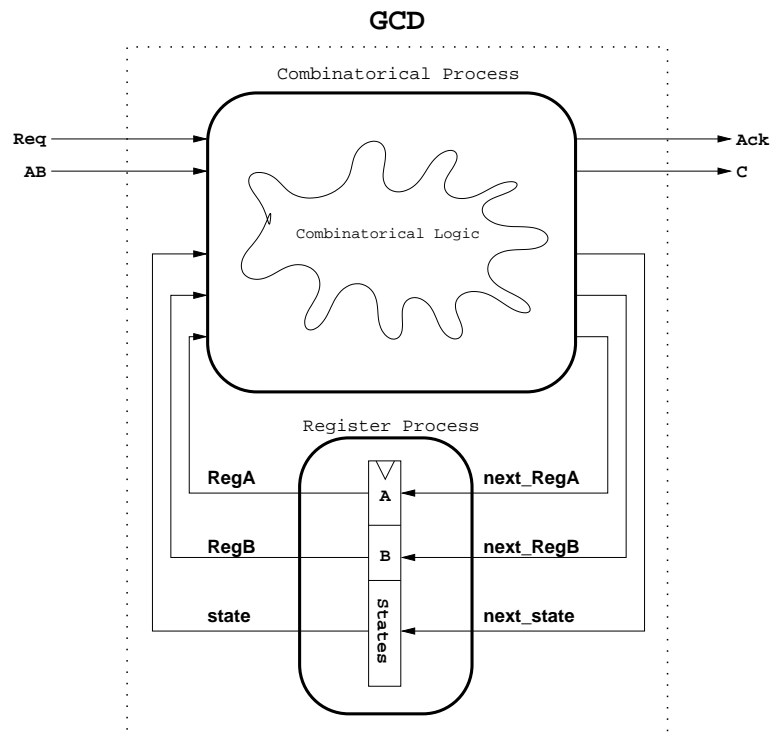 GCD
Combinatorical Process
Req
Ack
AB
C
Combinatorical Logic
Register Process
RegA
A
next_RegA
RegB
B
next_RegB
state
States
next_state